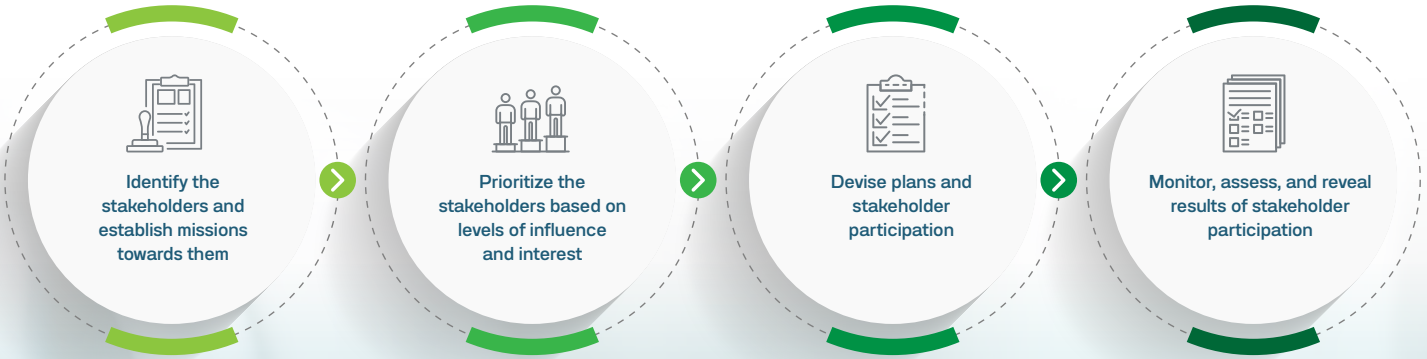 Identify the
stakeholders and
establish missions
towards them
Prioritize the
stakeholders based on
levels of influence
and interest
Devise plans and
stakeholder
participation
Monitor, assess, and reveal
results of stakeholder
participation